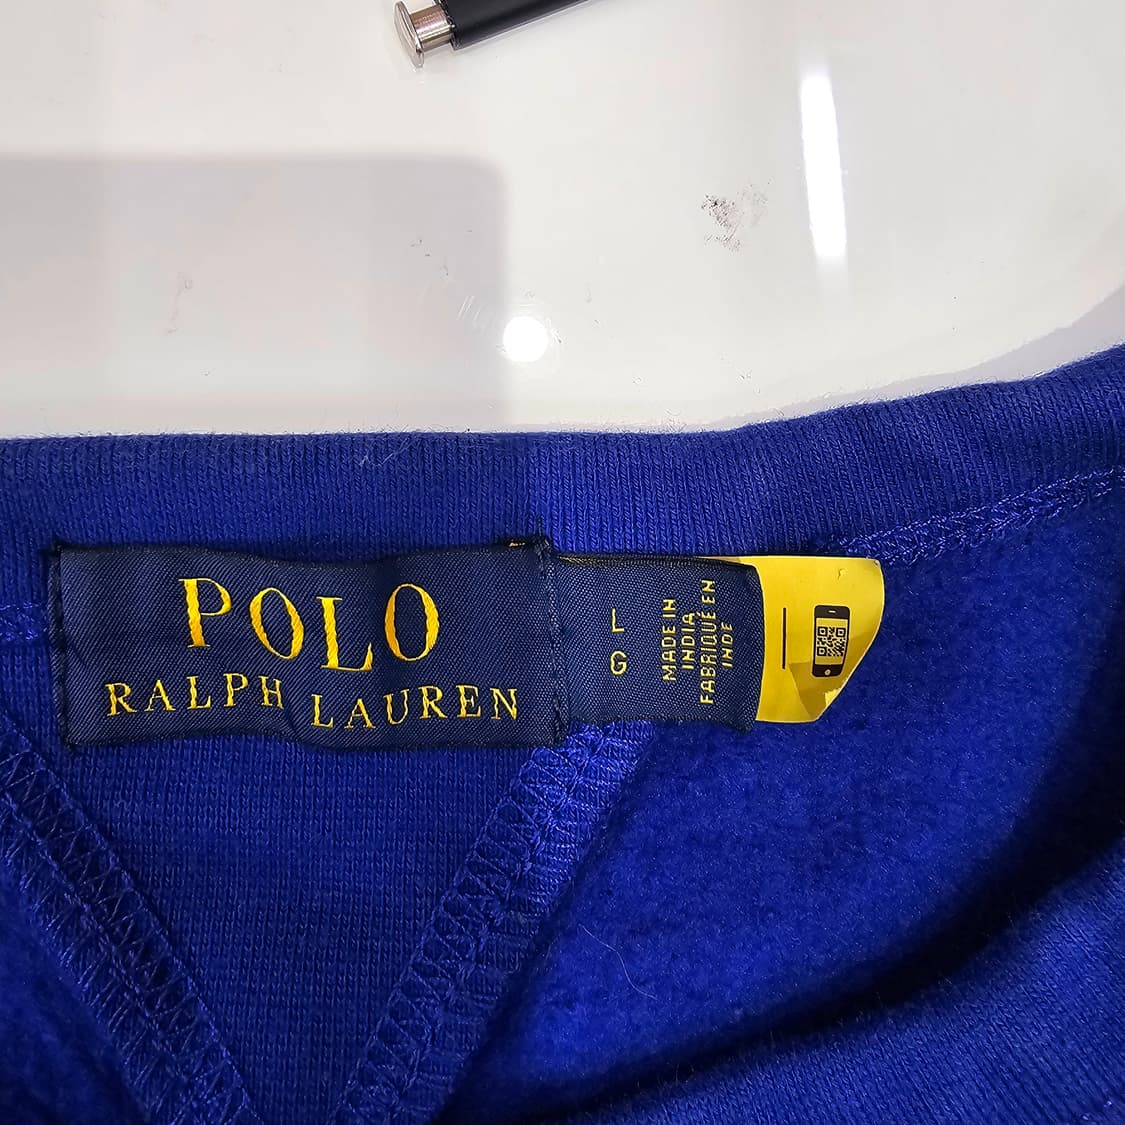 POLO
RALPH LAUREN
L
G
MADE IN
INDIA
FABRIQUÉ EN
INDE